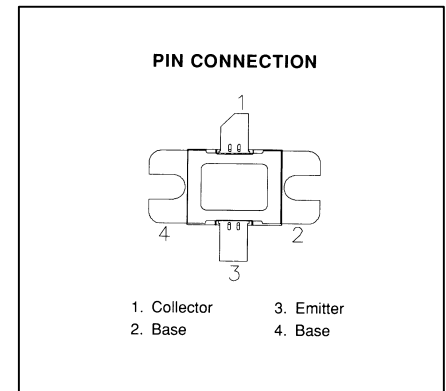 PIN CONNECTION
1
4
2
3
1. Collector 3. Emitter
2. Base 4. Base